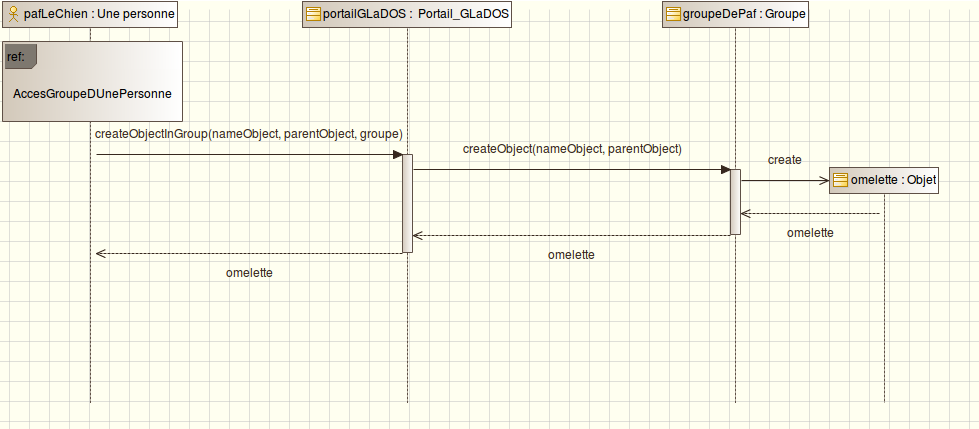 pafLeChien : Une personne
portailGLaDOS : Portail_GLaDOS
groupeDePaf : Groupe
ref:
AccesGroupeDUnePersonne
createObjectInGroup(nameObject, parentObject, groupe)
createObject(nameObject, parentObject)
create
omelette : Objet
omelette
omelette
omelette